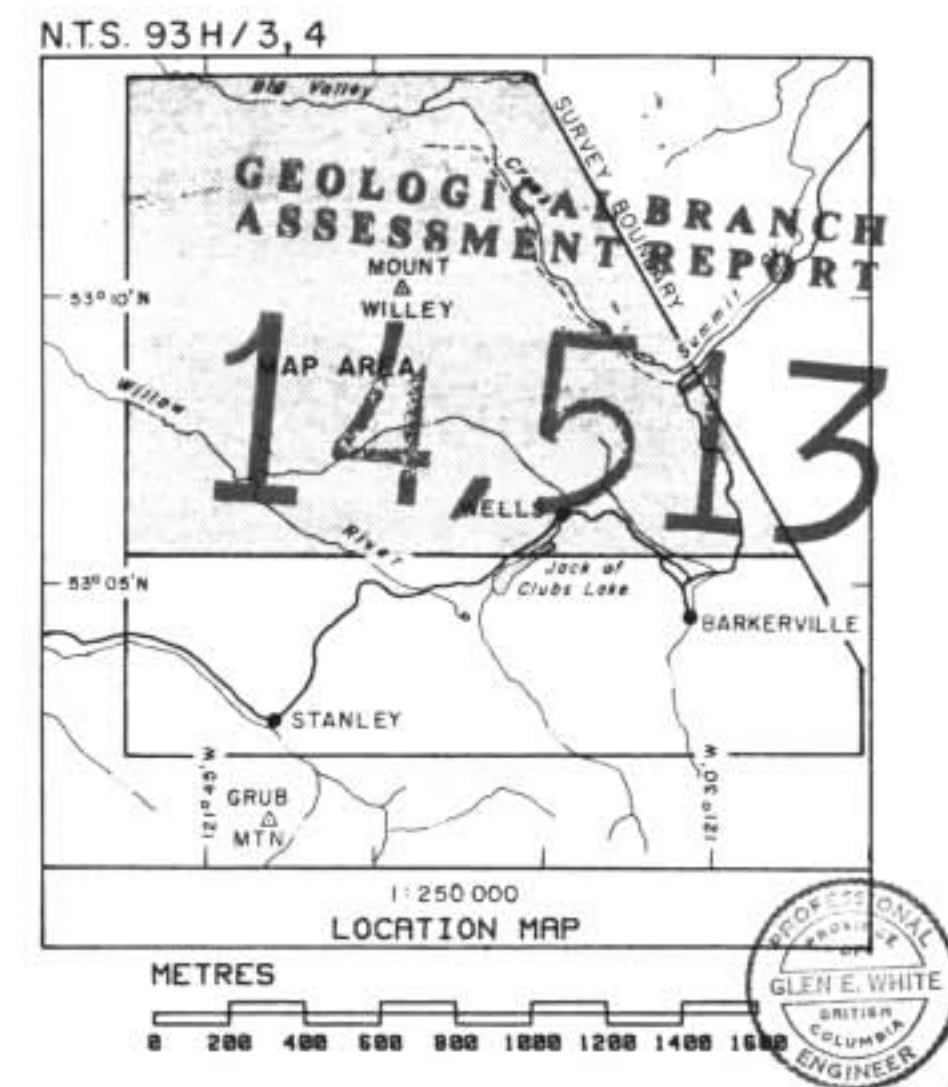 N.T.S. 93H/3, 4
Big Valley
Creek
SURVEY BOUNDARY
GEOLOGICAL BRANCH
ASSESSMENT REPORT
MOUNT
WILLEY
53° 10' N
Summit
MAP AREA
14,513
Willow
River
WELLS
Jack of
Clubs Lake
53° 05' N
BARKERVILLE
STANLEY
121° 45' W
121° 30' W
GRUB
MTN
1:250 000
LOCATION MAP
METRES
0 200 400 600 800 1000 1200 1400 1600
PROFESSIONAL
PROVINCE
OF
GLEN E. WHITE
BRITISH
COLUMBIA
ENGINEER